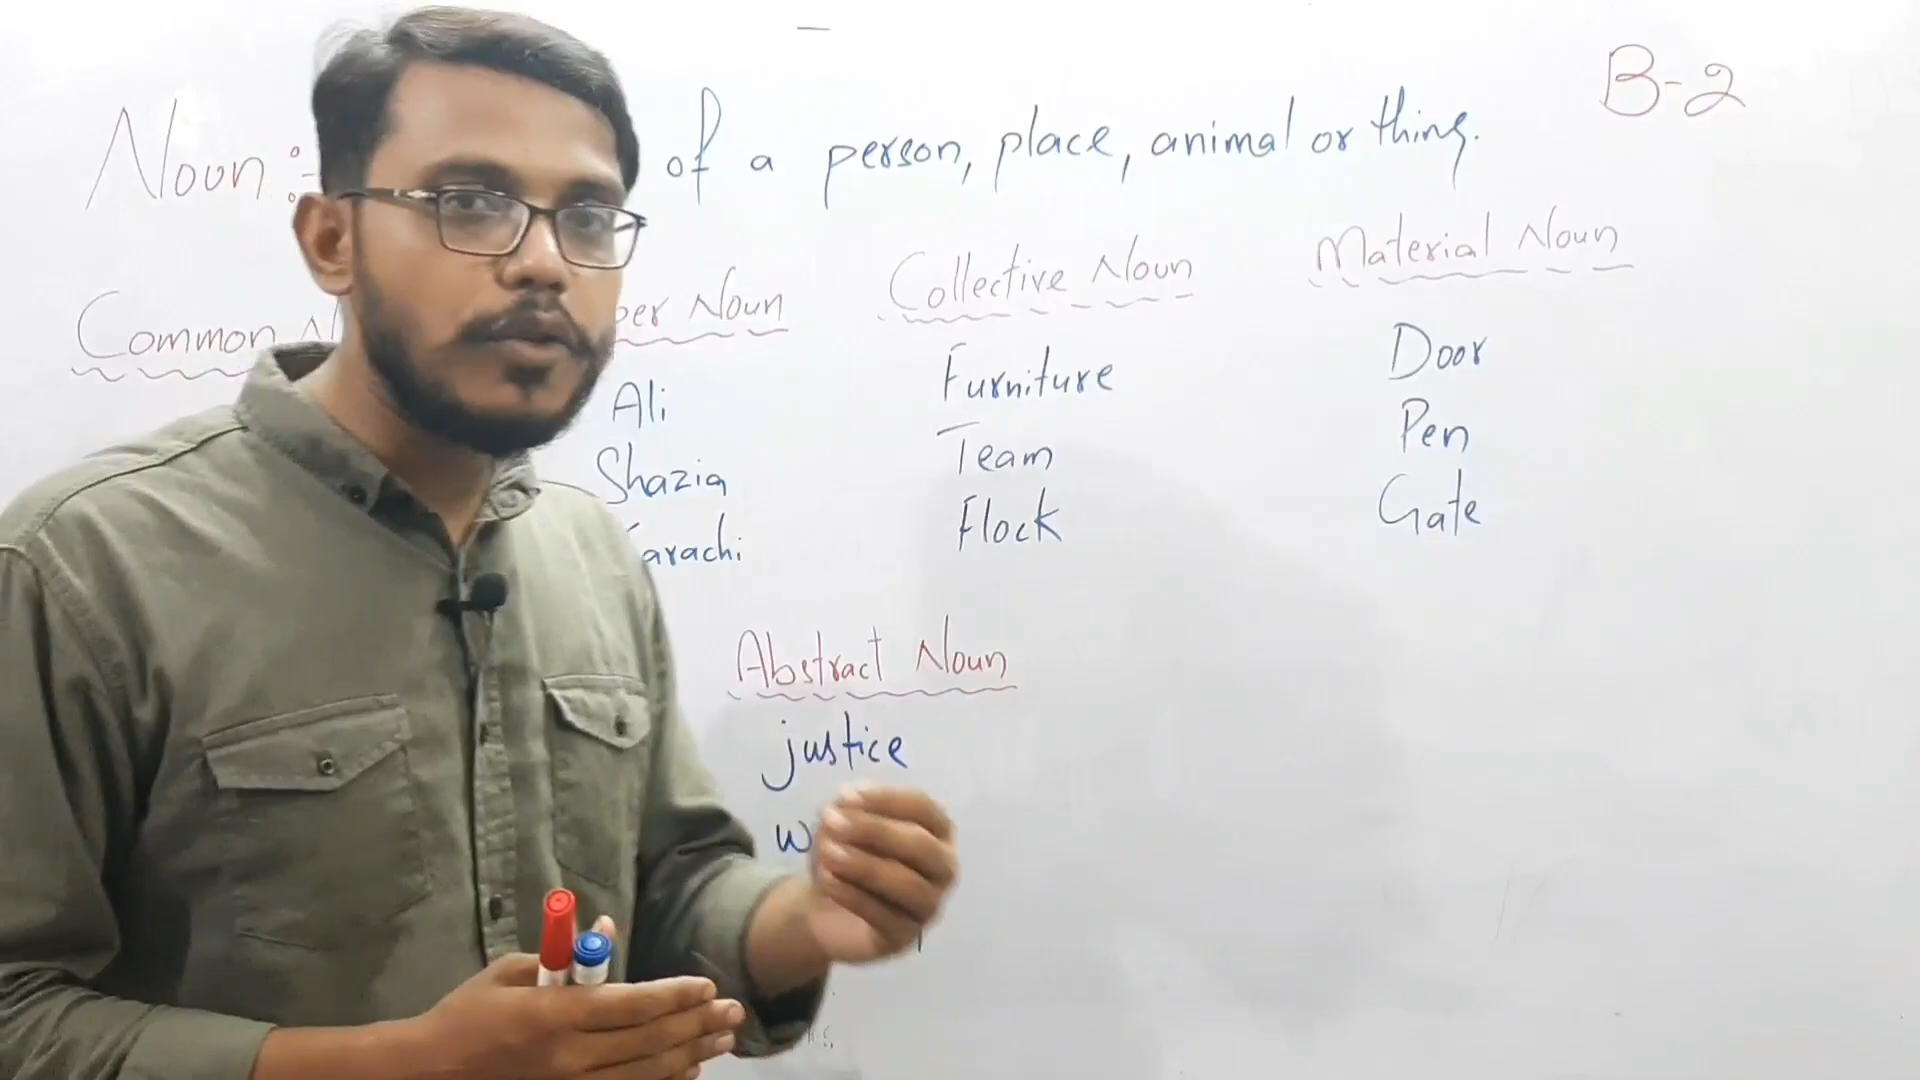 Noun :- of a person, place, animal or thing.
B-2
Common
per Noun
Collective Noun
Material Noun
Ali
Shazia
arachi
Furniture
Team
Flock
Door
Pen
Gate
Abstract Noun
justice
w